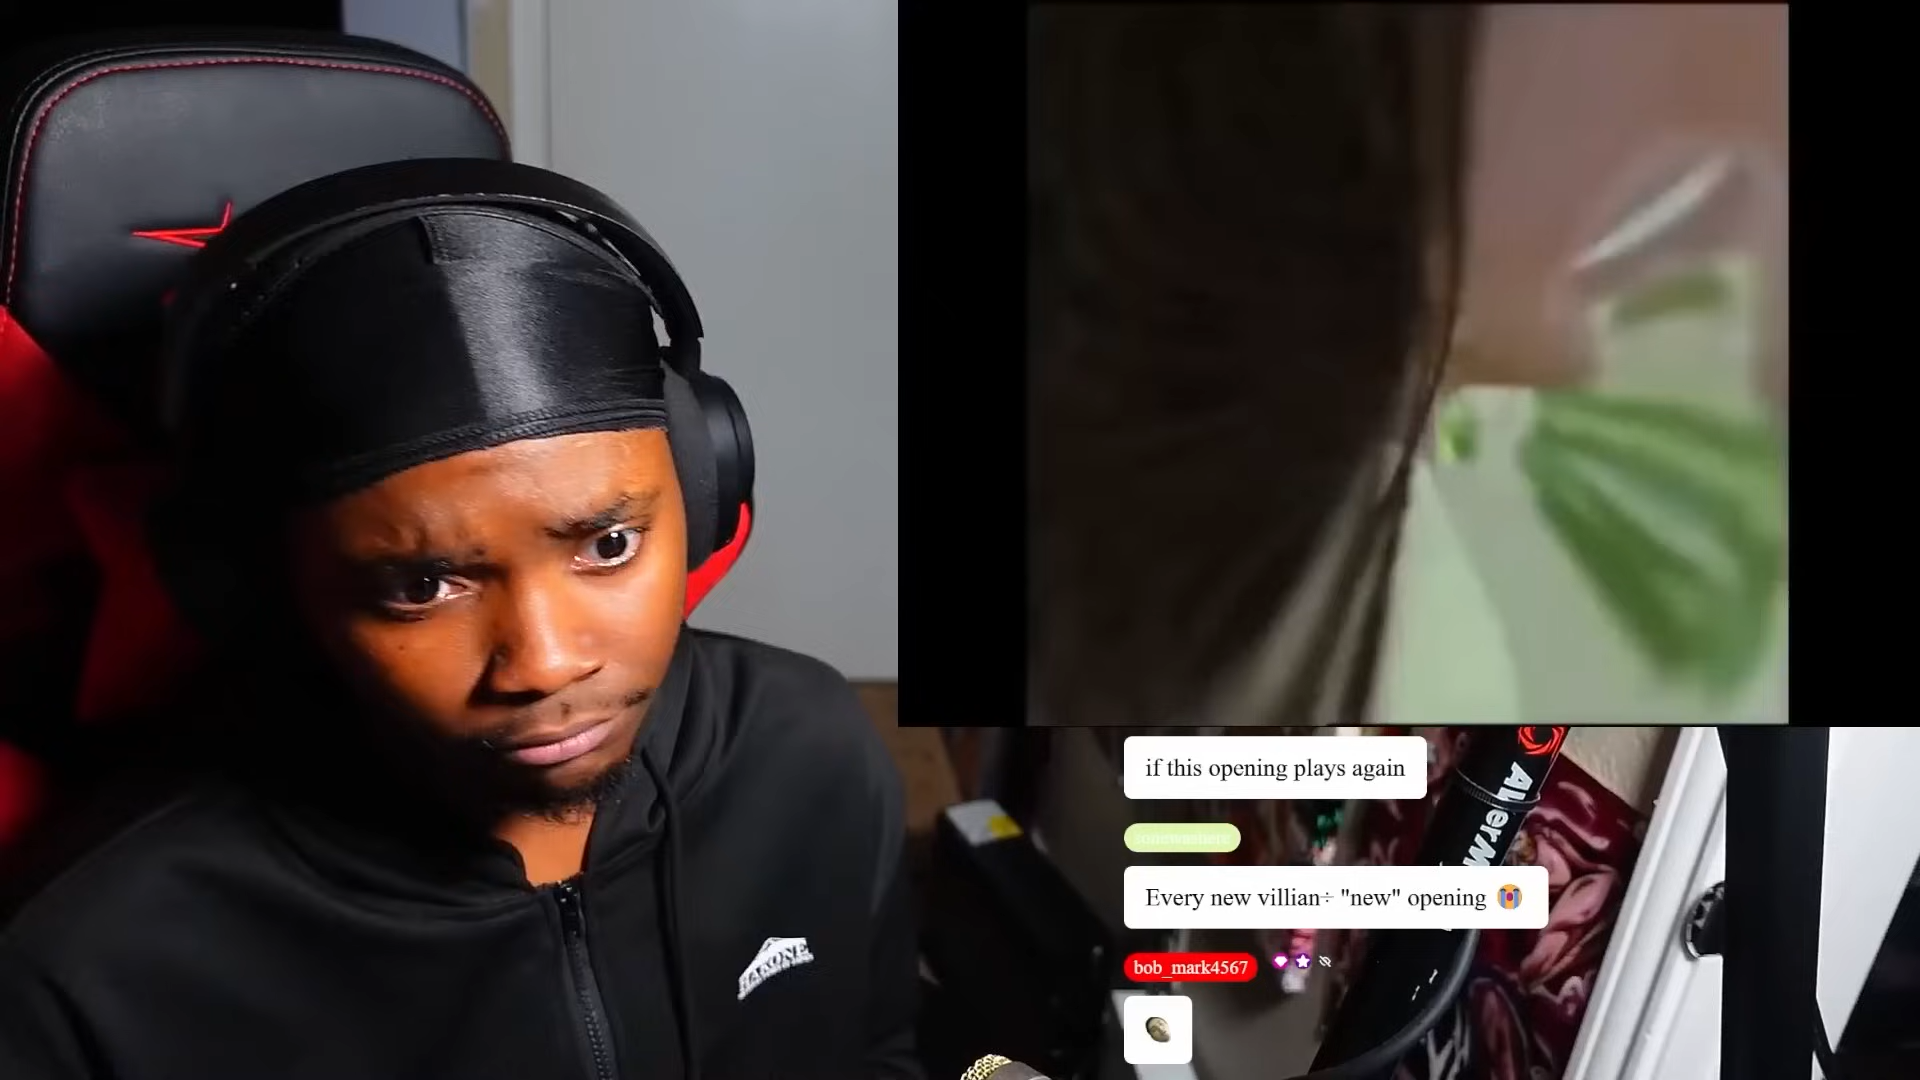 if this opening plays again
Every new villian÷ "new" opening 😭
bob_mark4567
HAKONE